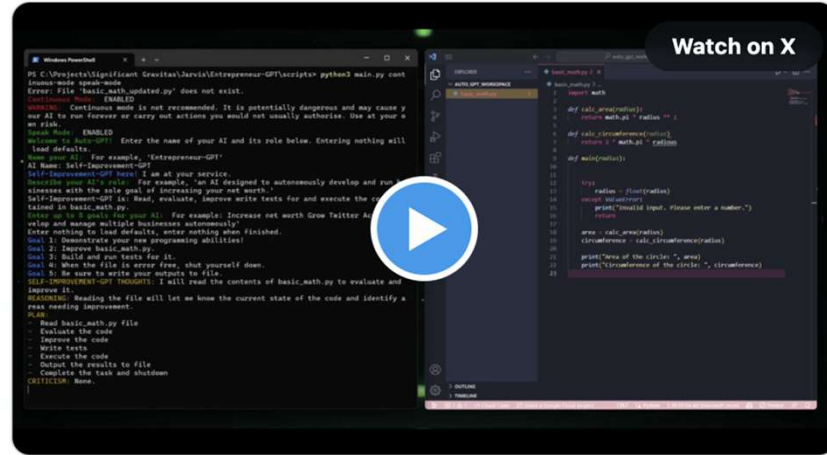 Watch on X
Windows PowerShell
PS C:\Projects\Significant Gravitas\Jarvis\Entrepreneur-GPT\scripts> python3 main.py cont
inuous-mode speak-mode
Error: File 'basic_math_updated.py' does not exist.
Continuous Mode: ENABLED
WARNING: Continuous mode is not recommended. It is potentially dangerous and may cause y
our AI to run forever or carry out actions you would not usually authorise. Use at your o
wn risk.
Speak Mode: ENABLED
Welcome to Auto-GPT! Enter the name of your AI and its role below. Entering nothing will
load defaults.
Name your AI: For example, 'Entrepreneur-GPT'
AI Name: Self-Improvement-GPT
Self-Improvement-GPT here! I am at your service.
Describe your AI's role: For example, 'an AI designed to autonomously develop and run b
sinesses with the sole goal of increasing your net worth.'
Self-Improvement-GPT is: Read, evaluate, improve write tests for and execute the co
tained in basic_math.py.
Enter up to 5 goals for your AI: For example: Increase net worth Grow Twitter Ac
velop and manage multiple businesses autonomously'
Enter nothing to load defaults, enter nothing when finished.
Goal 1: Demonstrate your new programming abilities!
Goal 2: Improve basic_math.py.
Goal 3: Build and run tests for it.
Goal 4: When the file is error free, shut yourself down.
Goal 5: Be sure to write your outputs to file.
SELF-IMPROVEMENT-GPT THOUGHTS: I will read the contents of basic_math.py to evaluate and
improve it.
REASONING: Reading the file will let me know the current state of the code and identify a
reas needing improvement.
PLAN:
- Read basic_math.py file
- Evaluate the code
- Improve the code
- Write tests
- Execute the code
- Output the results to file
- Complete the task and shutdown
CRITICISM: None.
EXPLORER
AUTO_GPT_WORKSPACE
basic_math.py
basic_math.py 2
basic_math.py
1 import math
2
3 def calc_area(radius):
4 return math.pi * radius ** 2
5
6 def calc_circumference(radius)
7 return 2 * math.pi * radious
8
9 def main(radius):
try:
radius = float(radius)
except ValueError:
print("Invalid input. Please enter a number.")
return
area = calc_area(radius)
circumference = calc_circumference(radius)
print("Area of the circle: ", area)
print("Circumference of the circle: ", circumference)
23
OUTLINE
TIMELINE